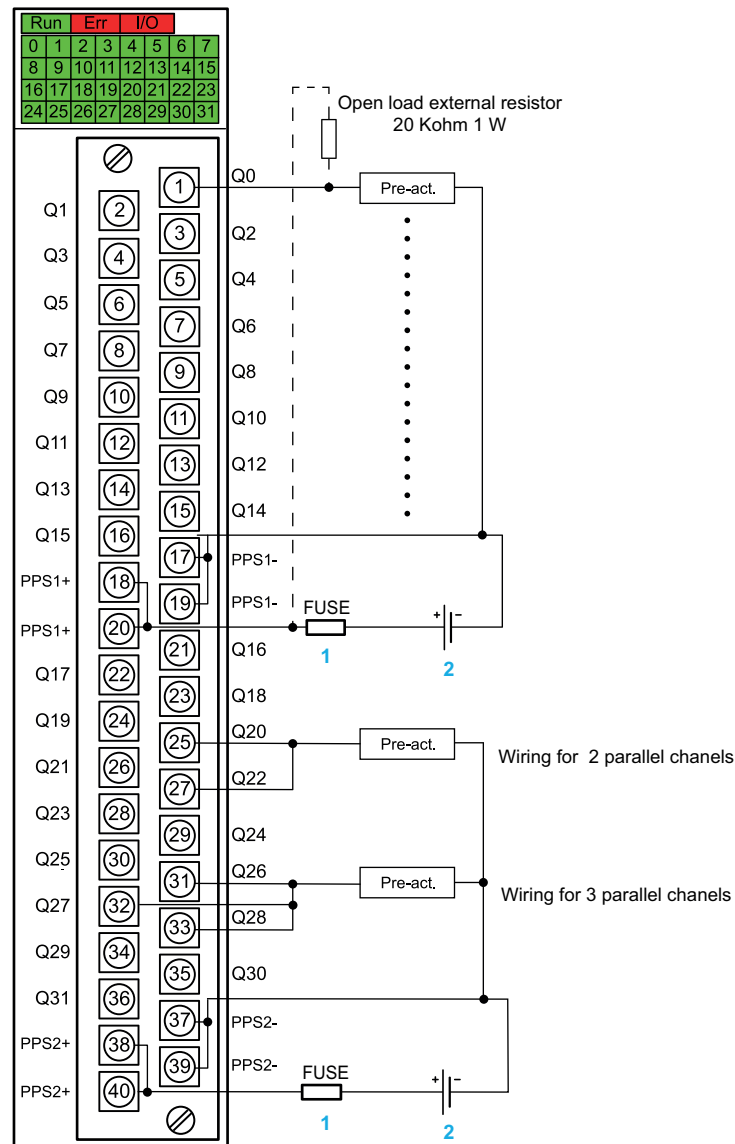 Run Err I/O
0 1 2 3 4 5 6 7
8 9 10 11 12 13 14 15
16 17 18 19 20 21 22 23
24 25 26 27 28 29 30 31
Open load external resistor
20 Kohm 1 W
1 Q0 Pre-act.
Q1 2
3 Q2
Q3 4
5 Q4
Q5 6
7 Q6
Q7 8
9 Q8
Q9 10
11 Q10
Q11 12
13 Q12
Q13 14
15 Q14
Q15 16
17 PPS1-
PPS1+ 18
19 PPS1- FUSE + -
PPS1+ 20
1 2
21 Q16
Q17 22
23 Q18
Q19 24
25 Q20 Pre-act. Wiring for 2 parallel chanels
Q21 26
27 Q22
Q23 28
29 Q24
Q25 30
31 Q26 Pre-act. Wiring for 3 parallel chanels
Q27 32
33 Q28
Q29 34
35 Q30
Q31 36
37 PPS2-
PPS2+ 38
39 PPS2- FUSE + -
PPS2+ 40
1 2